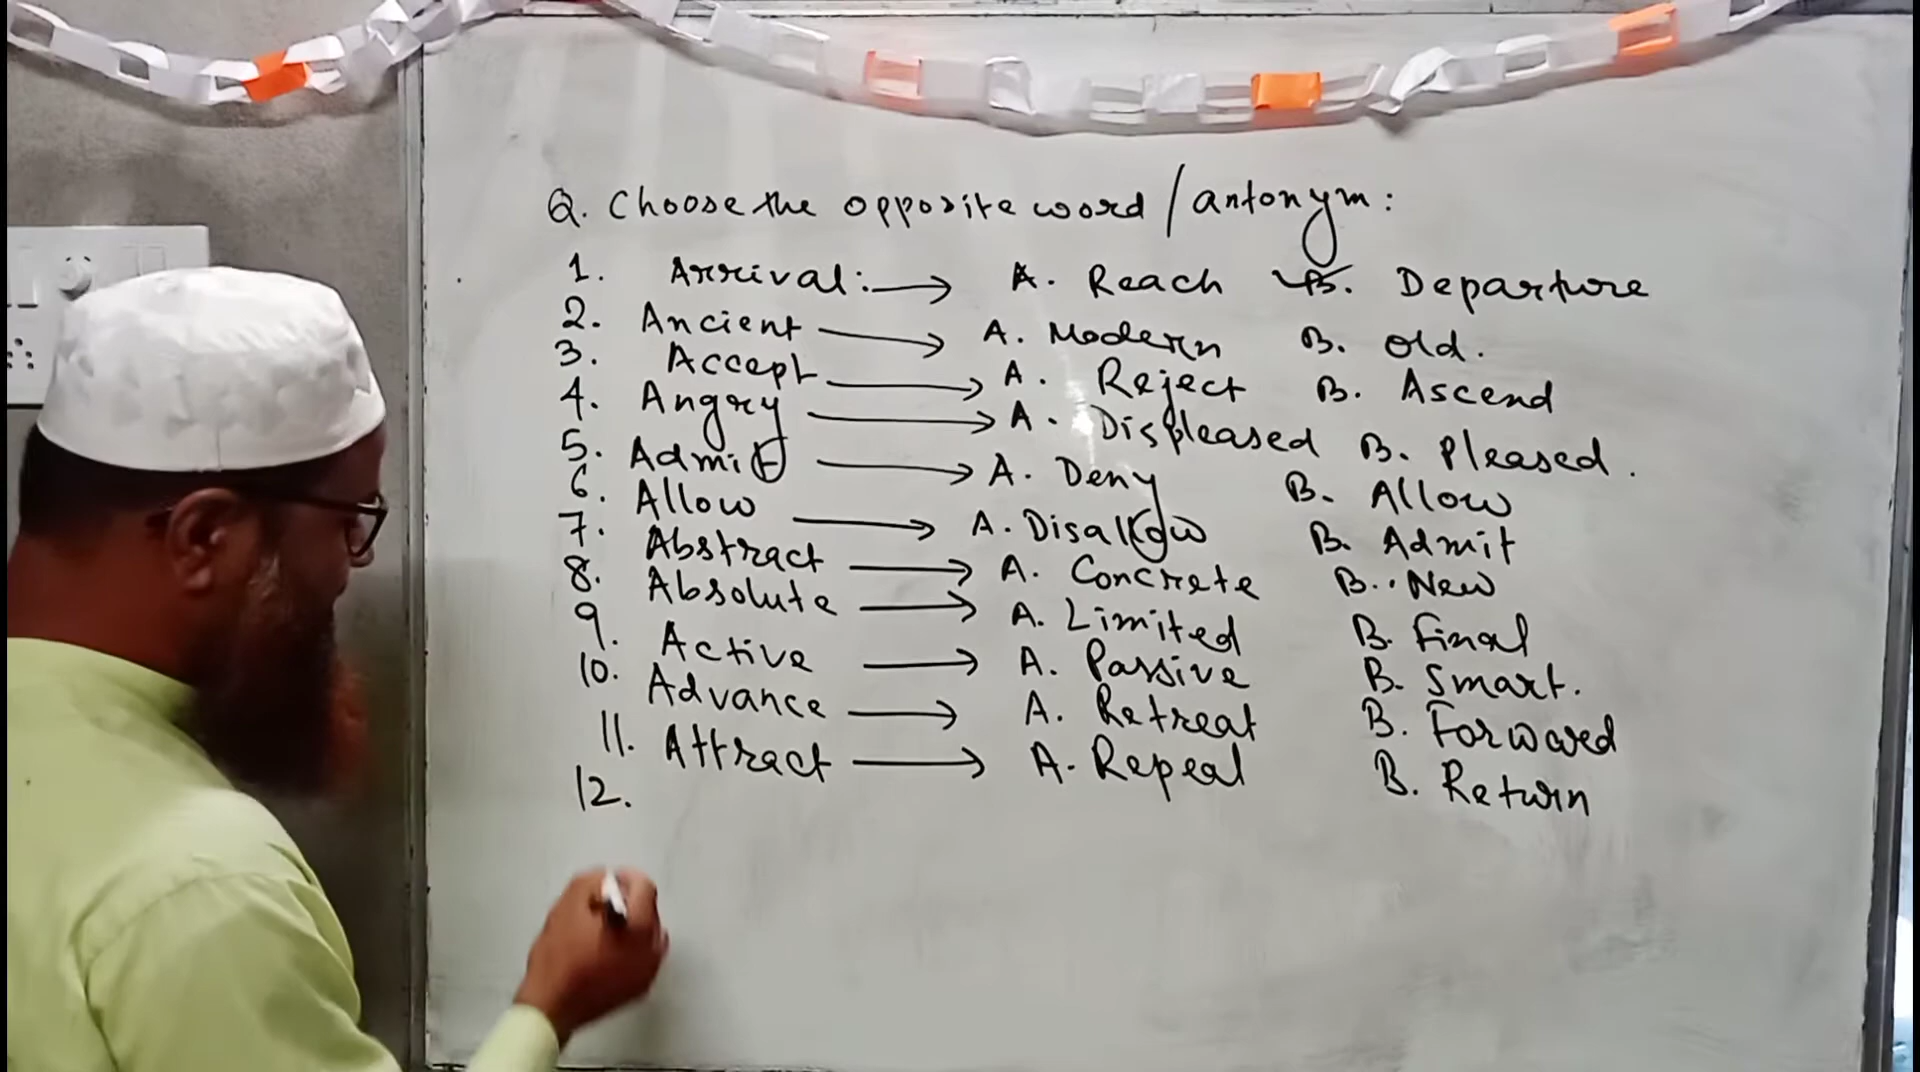 Q. Choose the opposite word / antonym:
1. Arrival: → A. Reach B. Departure
2. Ancient → A. Modern B. Old.
3. Accept → A. Reject B. Ascend
4. Angry → A. Displeased B. Pleased.
5. Admit → A. Deny B. Allow
6. Allow → A. Disallow B. Admit
7. Abstract → A. Concrete B. New
8. Absolute → A. Limited B. Final
9. Active → A. Passive B. Smart.
10. Advance → A. Retreat B. Forward
11. Attract → A. Repeal B. Return
12.